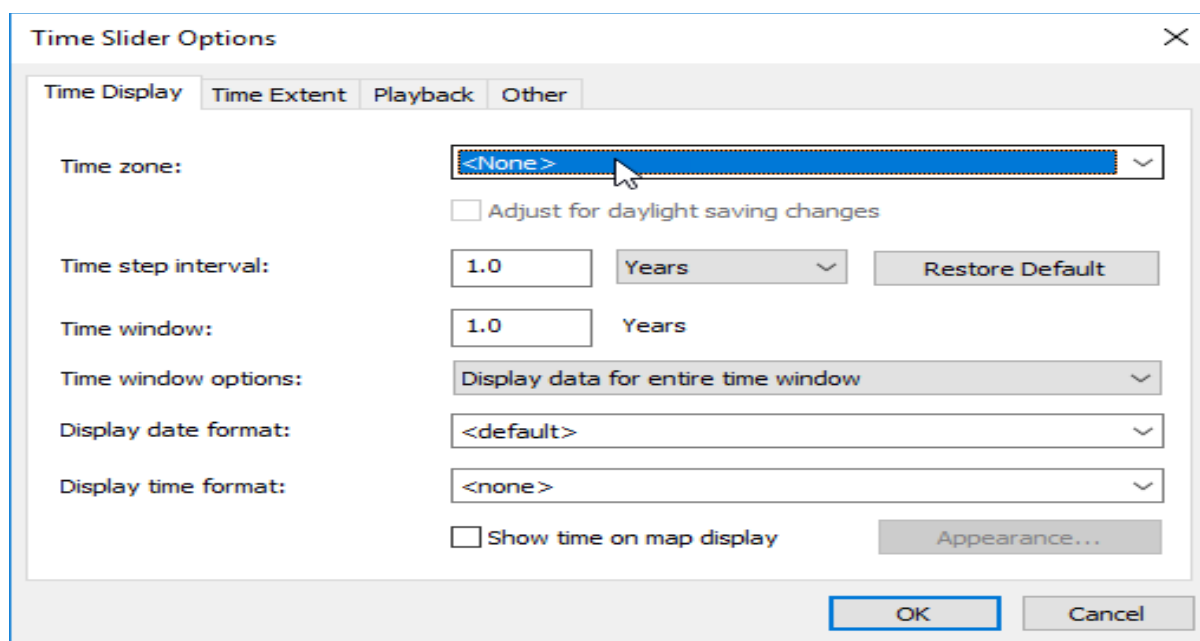 Time Slider Options
Time Display Time Extent Playback Other
Time zone: <None>
Adjust for daylight saving changes
Time step interval: 1.0 Years Restore Default
Time window: 1.0 Years
Time window options: Display data for entire time window
Display date format: <default>
Display time format: <none>
Show time on map display Appearance...
OK Cancel